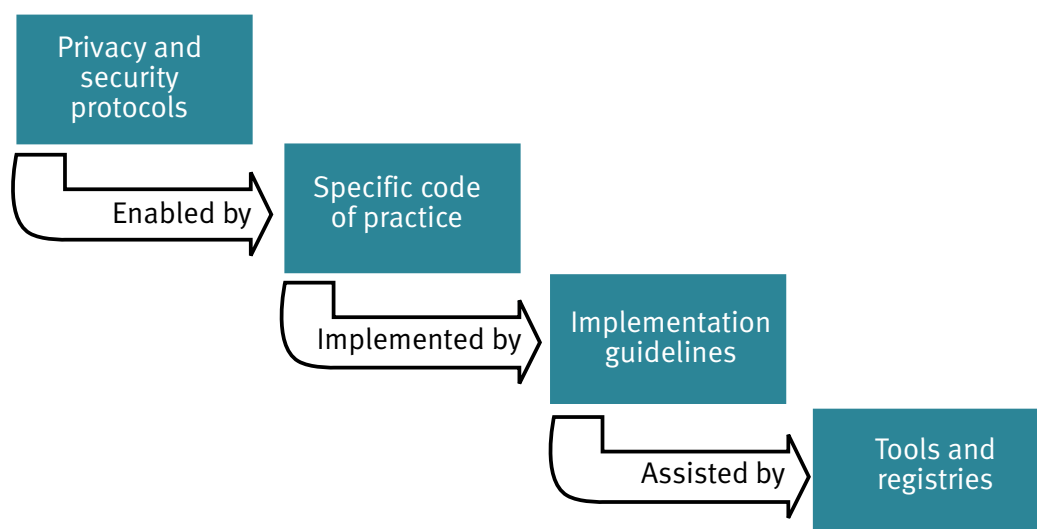 Privacy and
security
protocols
Enabled by
Specific code
of practice
Implemented by
Implementation
guidelines
Assisted by
Tools and
registries